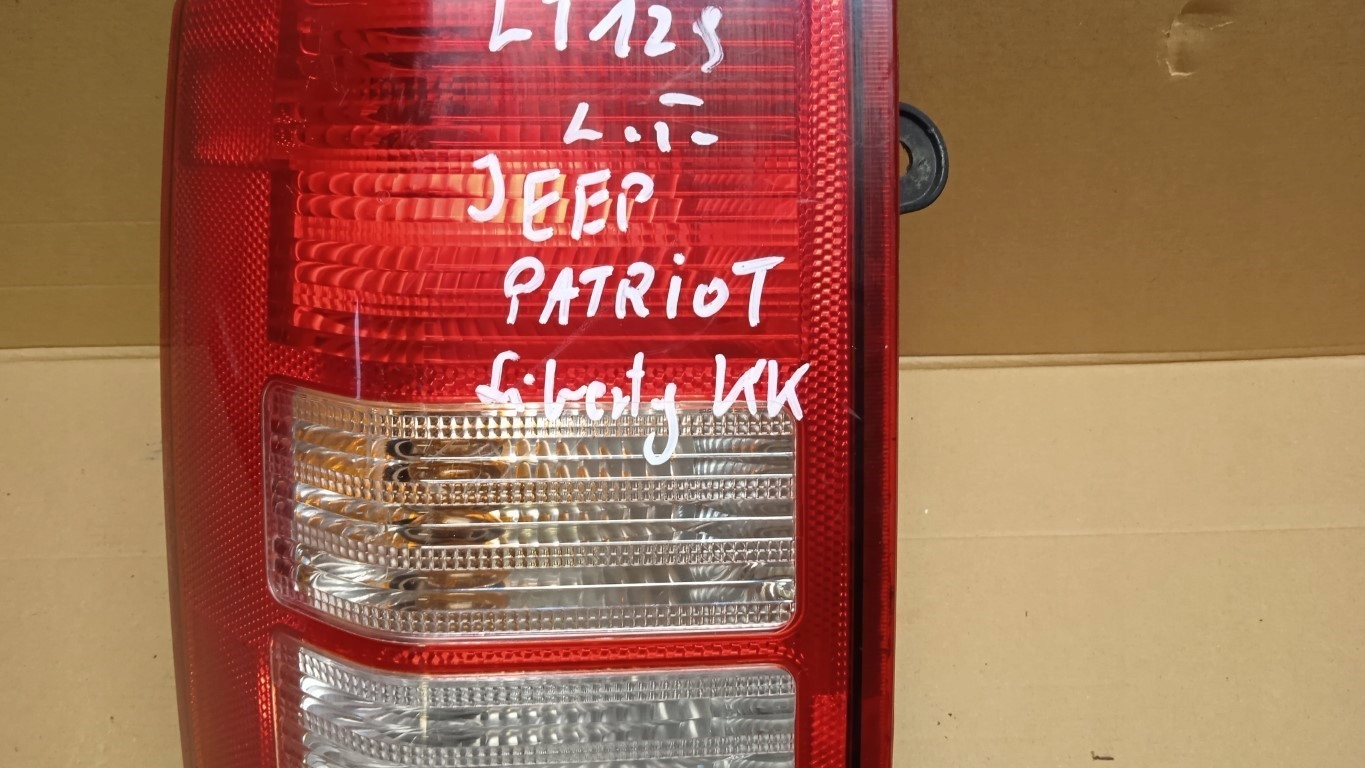 LT129
L.T.
JEEP
PATRIOT
Liberty KK